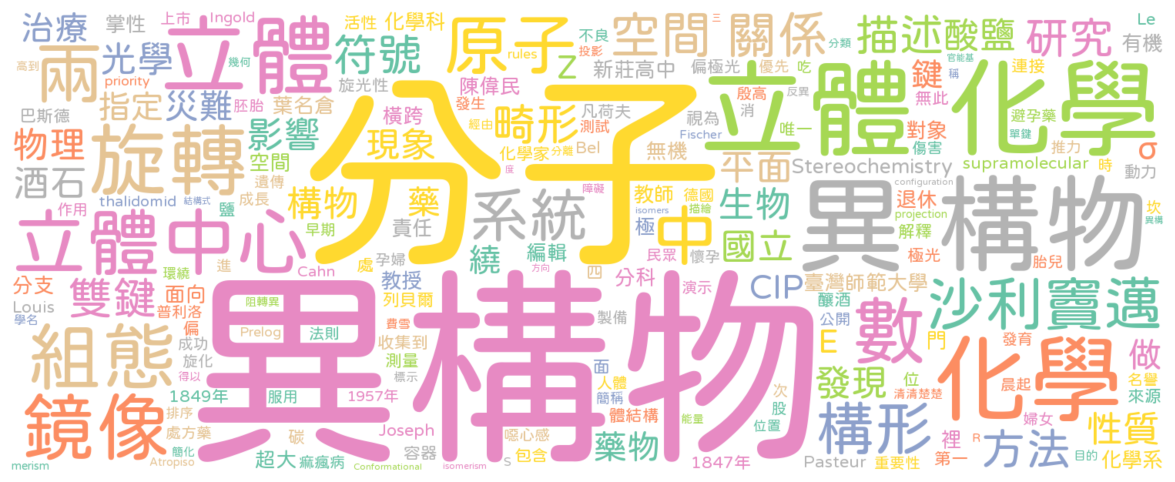 治療
掌性
上市
Ingold
立體
活性
化學科
符號
原子
Z
不良
投影
三
空間
關係
分類
描述
酸鹽
研究
Le
有機
高到
兩
光學
priority
幾何
旋光性
胚胎
陳偉民
發生
rules
新莊高中
偏極光
優先
吃
官能基
稱
鍵
連接
無此
巴斯德
指定
災難
葉名倉
橫跨
經由
畸形
凡荷夫
測試
視為
殷高
消
反異
立體
化學
避孕藥
單鍵
物理
旋轉
影響
現象
分子
化學家
分離
Bel
Fischer
無機
唯一
對象
傷害
推力
σ
酒石
空間
遺傳
成長
度
平面
Stereochemistry
supramolecular
時
動力
thalidomid
結構式
作用
鹽
構物
早期
藥
責任
系統
障礙
isomers
教師
極
德國
描繪
生物
configuration
異構物
退休
projection
解釋
坎
異構
立體中心
環繞
進
孕婦
處
繞
編輯
方向
四
中
民眾
懷孕
國立
極光
胎兒
分支
雙鍵
面向
普利洛
偏
Cahn
教授
列貝爾
分科
演示
CIP
臺灣師範大學
釀酒
公開
沙利竇邁
Louis
學名
阻轉異
Prelog
法則
費雪
收集到
異構物
製備
E
數
門
發育
化學
做
組態
成功
旋化
得以
測量
標示
面
人體
簡稱
次
股
位置
發現
位
清清楚楚
晨起
名譽
來源
1849年
服用
1957年
體結構
能量
鏡像
排序
處方藥
簡化
碳
Joseph
容器
噁心感
包含
藥物
構形
裡
R
婦女
性質
merism
Atropiso
超大
痲瘋病
Conformational
isomerism
S
1847年
Pasteur
重要性
第一
方法
目的
化學系